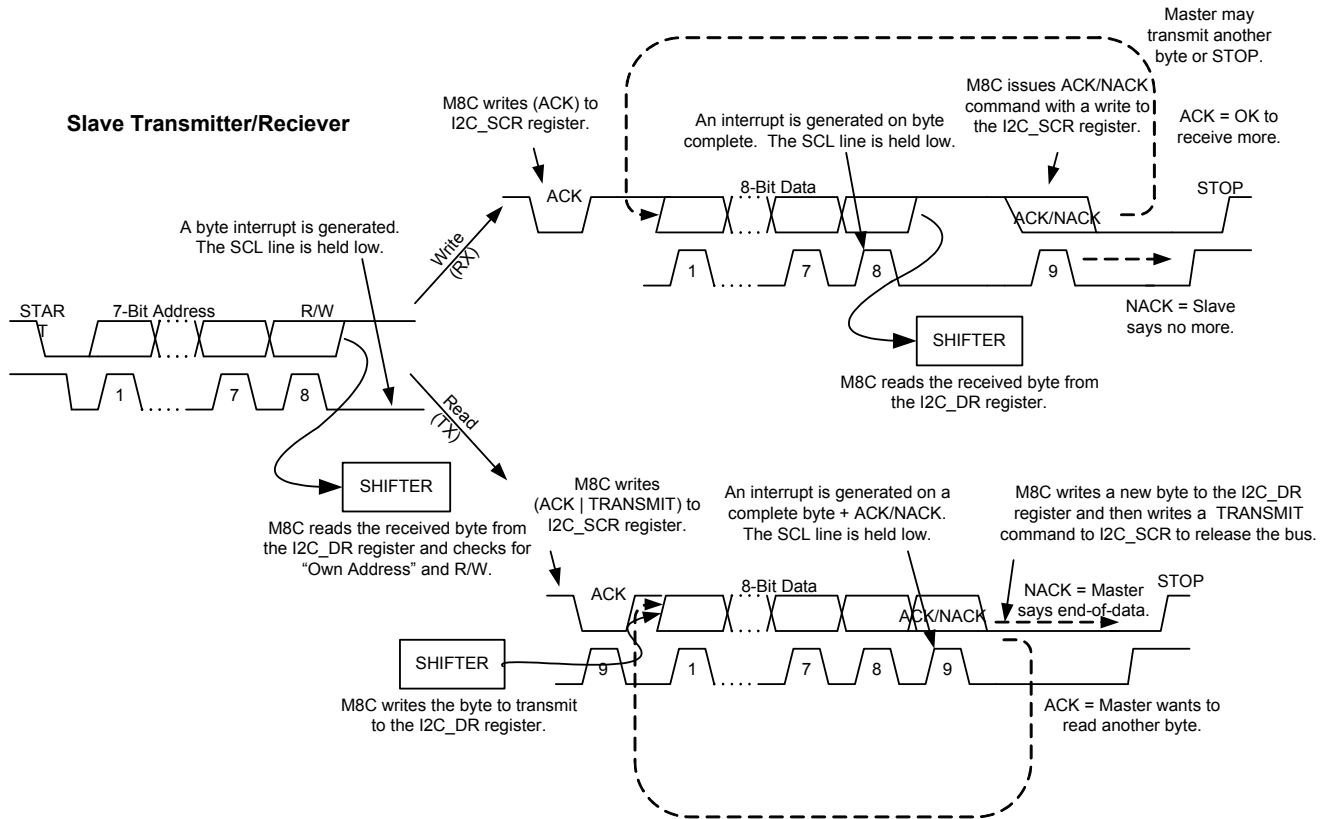 Master may
transmit another
byte or STOP.
M8C issues ACK/NACK
command with a write to
the I2C_SCR register.
M8C writes (ACK) to
I2C_SCR register.
An interrupt is generated on byte
complete. The SCL line is held low.
ACK = OK to
receive more.
Slave Transmitter/Reciever
ACK
8-Bit Data
ACK/NACK
STOP
A byte interrupt is generated.
The SCL line is held low.
Write
(RX)
1
7
8
9
NACK = Slave
says no more.
STAR
T
7-Bit Address
R/W
1
7
8
SHIFTER
M8C reads the received byte from
the I2C_DR register.
Read
(TX)
SHIFTER
M8C reads the received byte from
the I2C_DR register and checks for
“Own Address” and R/W.
M8C writes
(ACK | TRANSMIT) to
I2C_SCR register.
An interrupt is generated on a
complete byte + ACK/NACK.
The SCL line is held low.
M8C writes a new byte to the I2C_DR
register and then writes a TRANSMIT
command to I2C_SCR to release the bus.
ACK
8-Bit Data
ACK/NACK
NACK = Master
says end-of-data.
STOP
SHIFTER
9
1
7
8
9
M8C writes the byte to transmit
to the I2C_DR register.
ACK = Master wants to
read another byte.